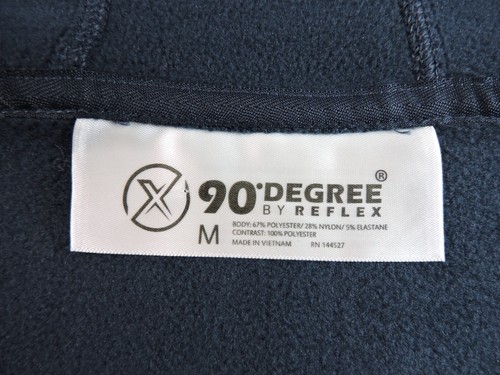 X
90°DEGREE®
BY REFLEX
M
BODY: 67% POLYESTER/ 28% NYLON/ 5% ELASTANE
CONTRAST: 100% POLYESTER
MADE IN VIETNAM RN 144527